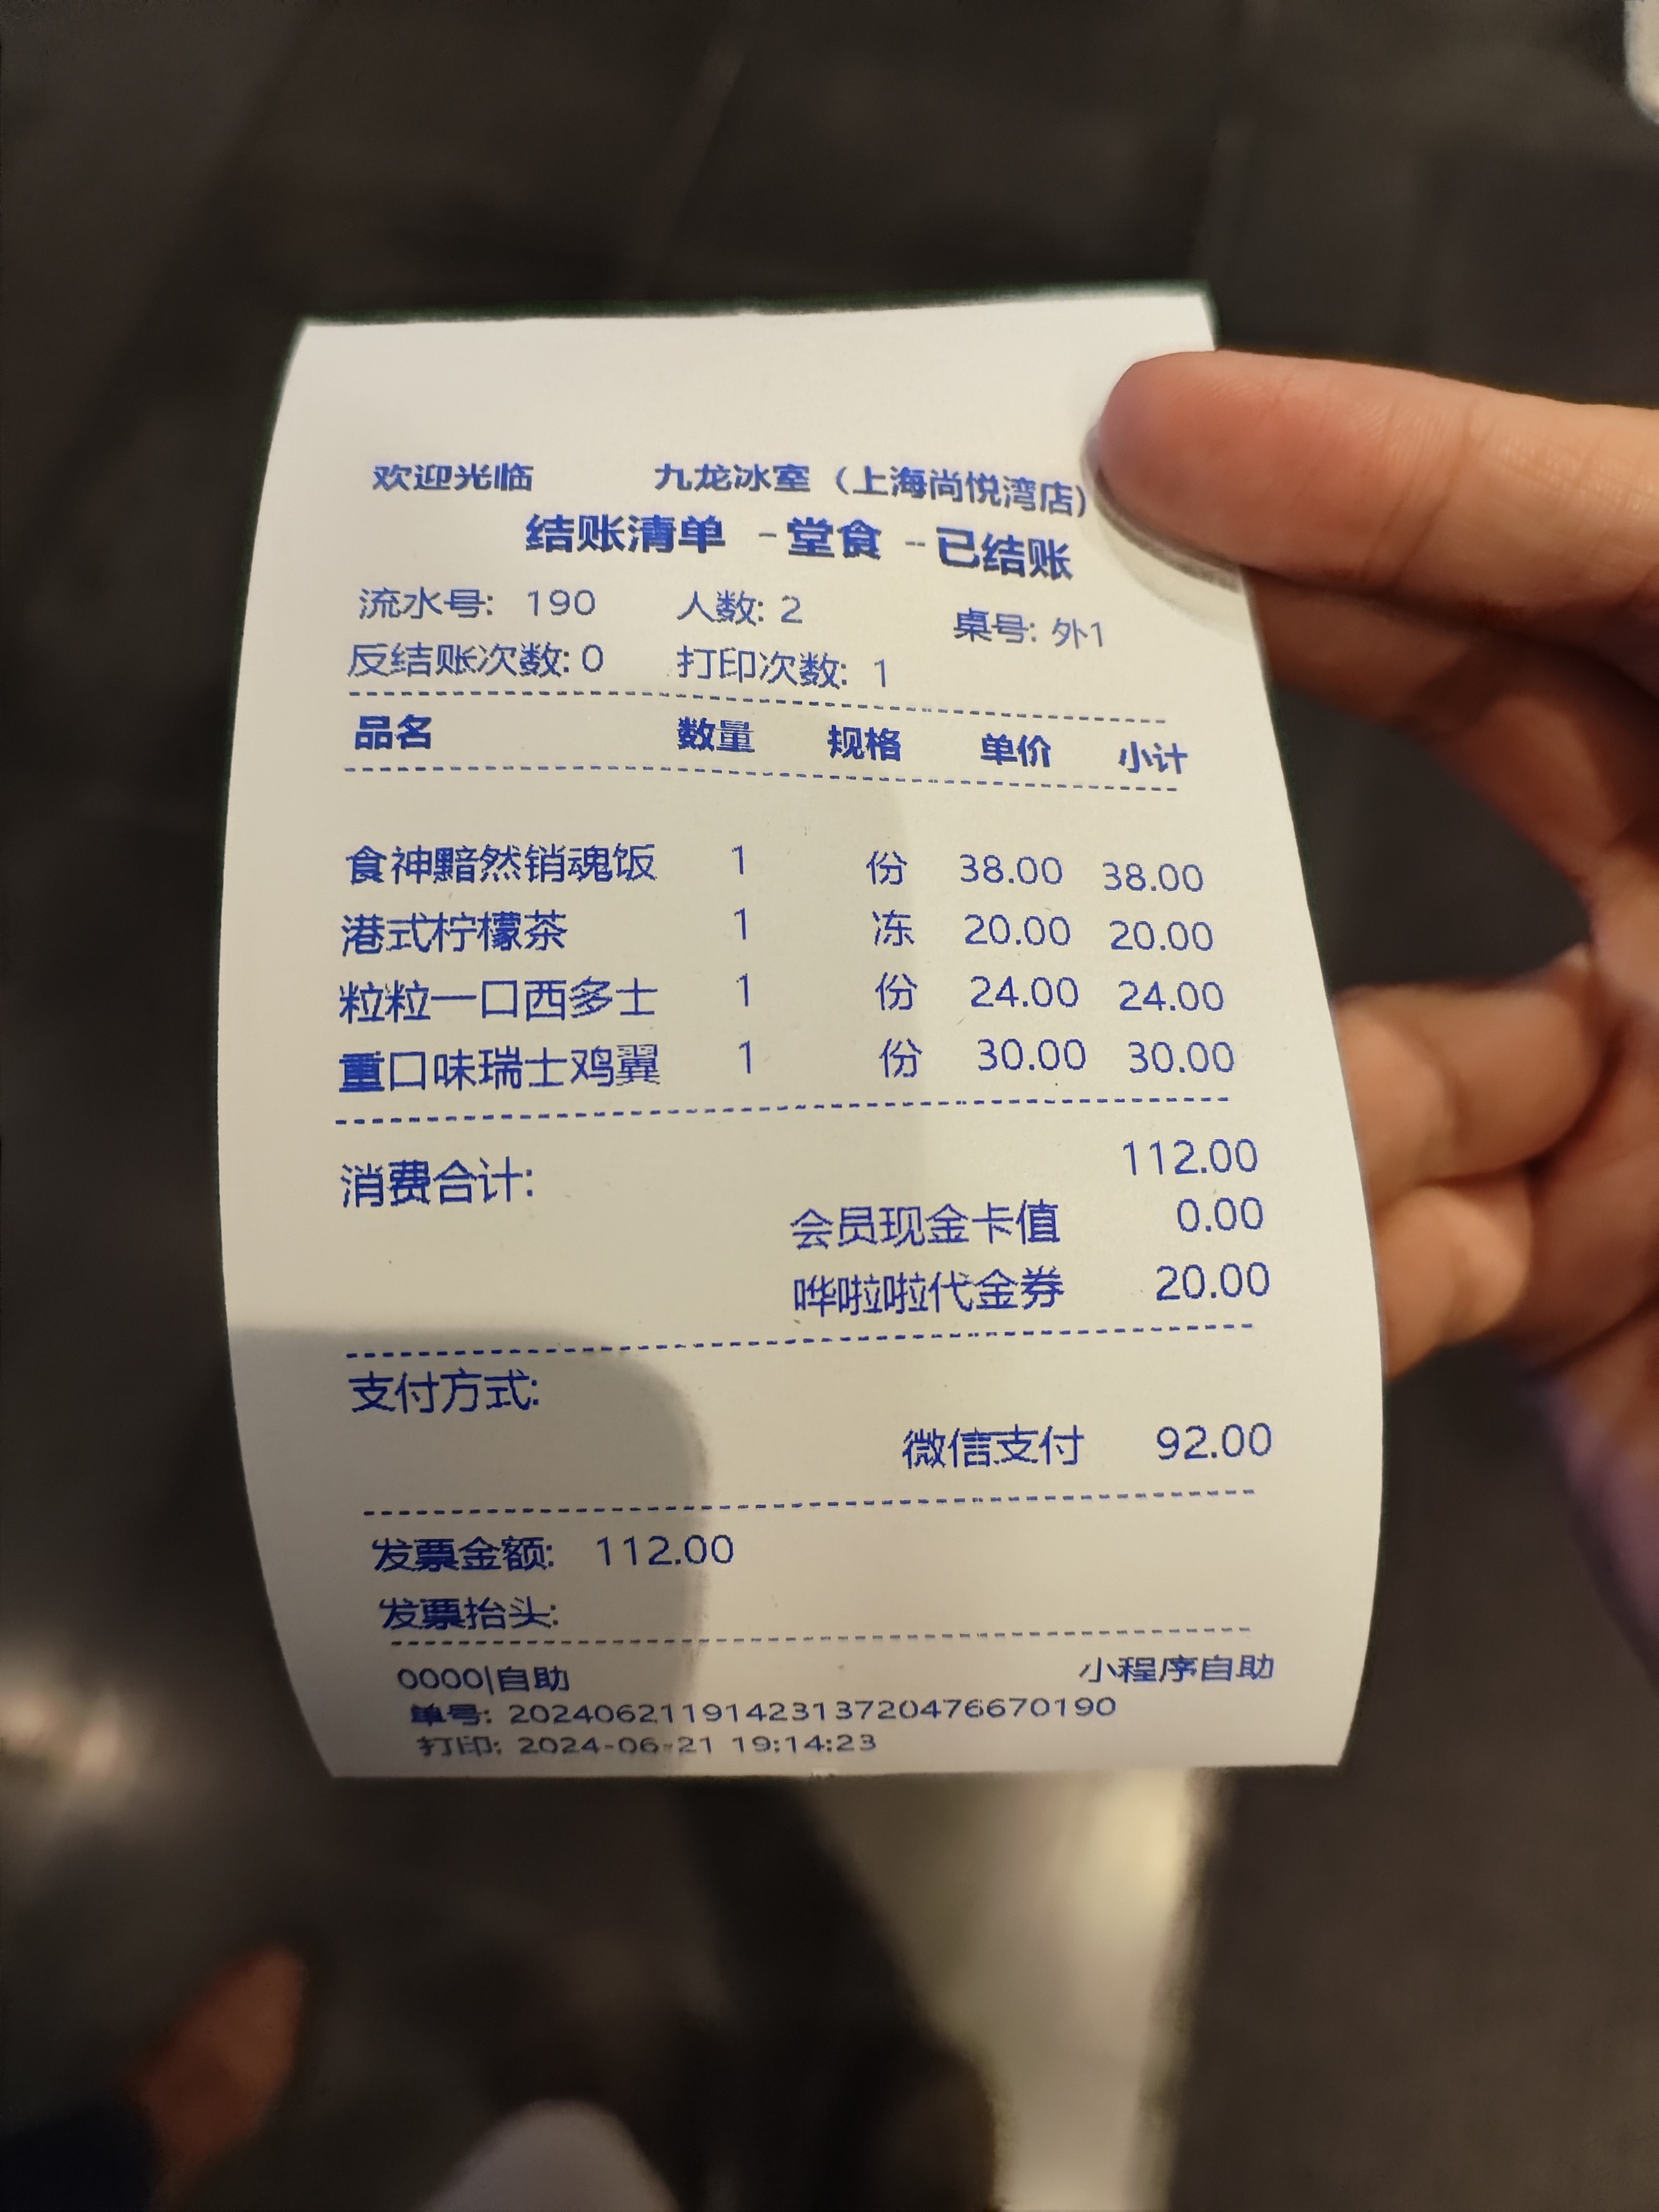 欢迎光临 九龙冰室（上海尚悦湾店）
结账清单 -堂食 --已结账
流水号: 190 人数: 2 桌号: 外1
反结账次数: 0 打印次数: 1
品名 数量 规格 单价 小计
食神黯然销魂饭 1 份 38.00 38.00
港式柠檬茶 1 冻 20.00 20.00
粒粒一口西多士 1 份 24.00 24.00
重口味瑞士鸡翼 1 份 30.00 30.00
消费合计: 112.00
会员现金卡值 0.00
哗啦啦代金券 20.00
支付方式:
微信支付 92.00
发票金额: 112.00
发票抬头:
0000|自助 小程序自助
单号: 2024062119142313720476670190
打印: 2024-06-21 19:14:23